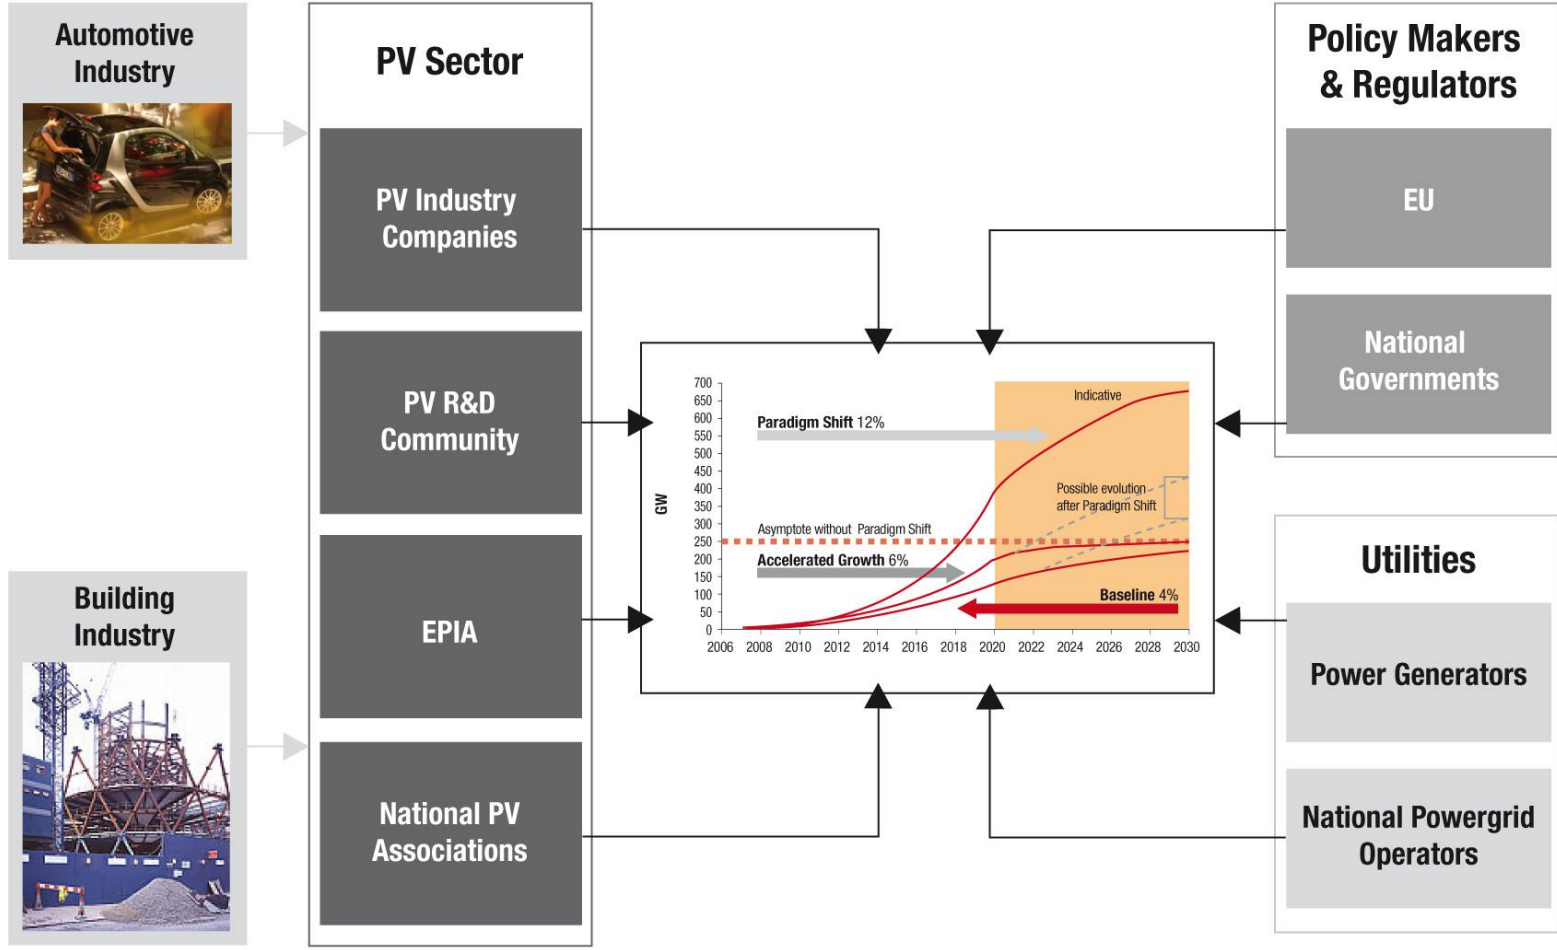 Automotive
Industry
PV Sector
PV Industry
Companies
PV R&D
Community
EPIA
National PV
Associations
Building
Industry
Policy Makers
& Regulators
EU
National
Governments
Utilities
Power Generators
National Powergrid
Operators
GW
700
650
600
550
500
450
400
350
300
250
200
150
100
50
0
Indicative
Paradigm Shift 12%
Possible evolution
after Paradigm Shift
Asymptote without Paradigm Shift
Accelerated Growth 6%
Baseline 4%
2006 2008 2010 2012 2014 2016 2018 2020 2022 2024 2026 2028 2030